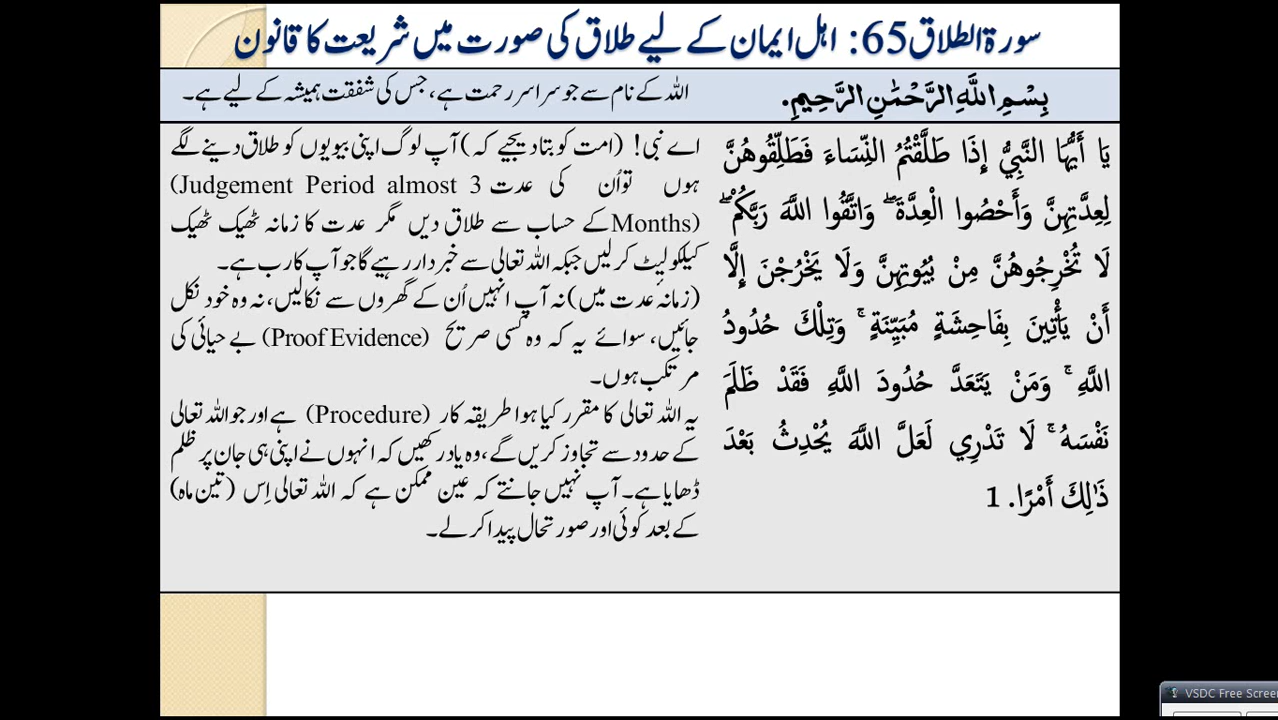 سورۃ الطلاق 65: اہل ایمان کے لیے طلاق کی صورت میں شریعت کا قانون
بِسْمِ اللَّهِ الرَّحْمَٰنِ الرَّحِيمِ.
اللہ کے نام سے جو سراسر رحمت ہے، جس کی شفقت ہمیشہ کے لیے ہے۔
يَا أَيُّهَا النَّبِيُّ إِذَا طَلَّقْتُمُ النِّسَاءَ فَطَلِّقُوهُنَّ
لِعِدَّتِهِنَّ وَأَحْصُوا الْعِدَّةَ ۖ وَاتَّقُوا اللَّهَ رَبَّكُمْ ۖ
لَا تُخْرِجُوهُنَّ مِنْ بُيُوتِهِنَّ وَلَا يَخْرُجْنَ إِلَّا
أَنْ يَأْتِينَ بِفَاحِشَةٍ مُبَيِّنَةٍ ۚ وَتِلْكَ حُدُودُ
اللَّهِ ۚ وَمَنْ يَتَعَدَّ حُدُودَ اللَّهِ فَقَدْ ظَلَمَ
نَفْسَهُ ۚ لَا تَدْرِي لَعَلَّ اللَّهَ يُحْدِثُ بَعْدَ
ذَٰلِكَ أَمْرًا. 1
اے نبی! (امت کو بتا دیجیے کہ) آپ لوگ اپنی بیویوں کو طلاق دینے لگے
ہوں تو اُن کی عدت (Judgement Period almost 3
Months) کے حساب سے طلاق دیں مگر عدت کا زمانہ ٹھیک ٹھیک
کیلکولیٹ کر لیں جبکہ اللہ تعالی سے خبردار رہیے گا جو آپ کا رب ہے۔
(زمانہ عدت میں) نہ آپ انہیں اُن کے گھروں سے نکالیں، نہ وہ خود نکل
جائیں، سوائے یہ کہ وہ کسی صریح (Proof Evidence) بے حیائی کی
مرتکب ہوں۔
یہ اللہ تعالی کا مقرر کیا ہوا طریقہ کار (Procedure) ہے اور جو اللہ تعالی
کے حدود سے تجاوز کریں گے، وہ یاد رکھیں کہ انہوں نے اپنی ہی جان پر ظلم
ڈھایا ہے۔ آپ نہیں جانتے کہ عین ممکن ہے کہ اللہ تعالی اِس (تین ماہ)
کے بعد کوئی اور صورتحال پیدا کر لے۔
VSDC Free Screen